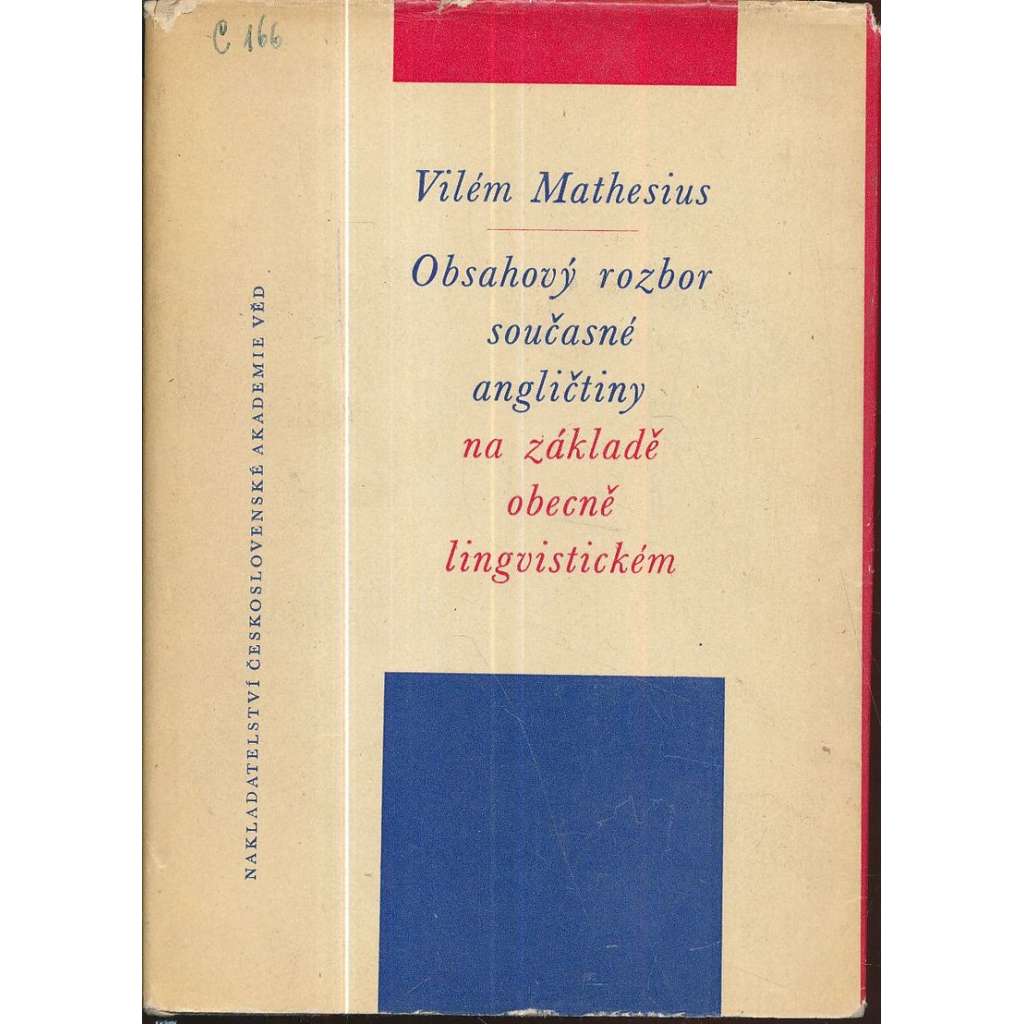 C 166
Vilém Mathesius
Obsahový rozbor
současné
angličtiny
na základě
obecně
lingvistickém
NAKLADATELSTVÍ ČESKOSLOVENSKÉ AKADEMIE VĚD